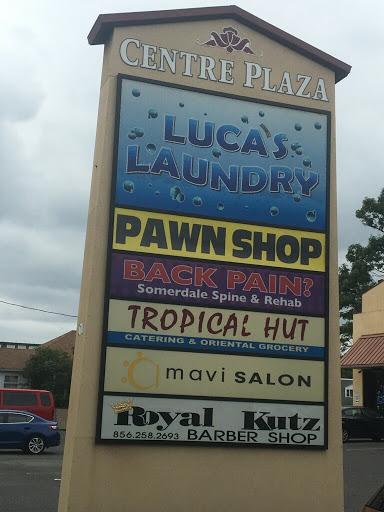 CENTRE PLAZA
LUCA'S
LAUNDRY
PAWN SHOP
BACK PAIN?
Somerdale Spine & Rehab
TROPICAL HUT
CATERING & ORIENTAL GROCERY
mavi SALON
Royal Kutz
856.258.2693 BARBER SHOP